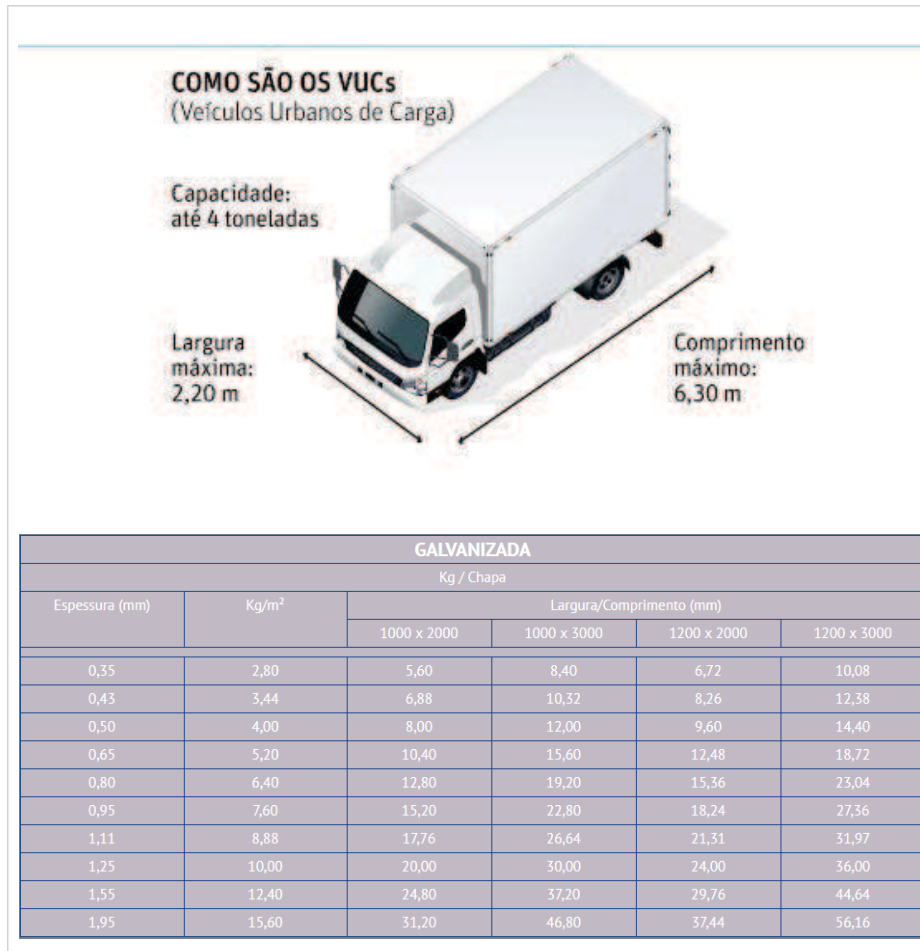 COMO SÃO OS VUCs
(Veículos Urbanos de Carga)
Capacidade:
até 4 toneladas
Largura
máxima:
2,20 m
Comprimento
máximo:
6,30 m
GALVANIZADA
Kg / Chapa
Espessura (mm) Kg/m² Largura/Comprimento (mm)
1000 x 2000 1000 x 3000 1200 x 2000 1200 x 3000
0,35 2,80 5,60 8,40 6,72 10,08
0,43 3,44 6,88 10,32 8,26 12,38
0,50 4,00 8,00 12,00 9,60 14,40
0,65 5,20 10,40 15,60 12,48 18,72
0,80 6,40 12,80 19,20 15,36 23,04
0,95 7,60 15,20 22,80 18,24 27,36
1,11 8,88 17,76 26,64 21,31 31,97
1,25 10,00 20,00 30,00 24,00 36,00
1,55 12,40 24,80 37,20 29,76 44,64
1,95 15,60 31,20 46,80 37,44 56,16